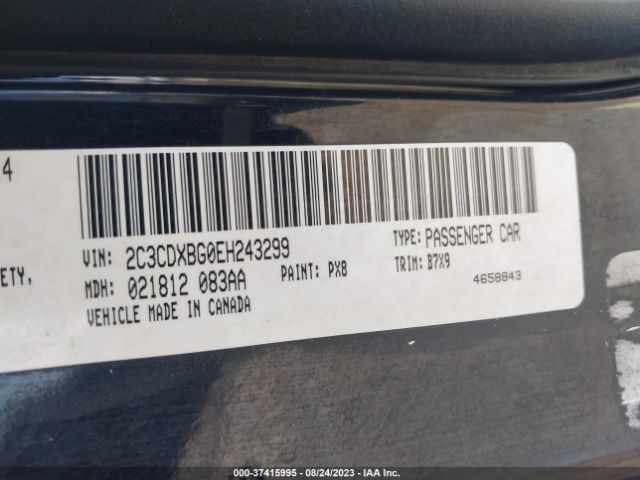 4
ETY,
VIN: 2C3CDXBG0EH243299
TYPE: PASSENGER CAR
MDH: 021812 083AA
PAINT: PX8
TRIM: B7X9
VEHICLE MADE IN CANADA
4658843
000-37415995 - 08/24/2023 - IAA Inc.